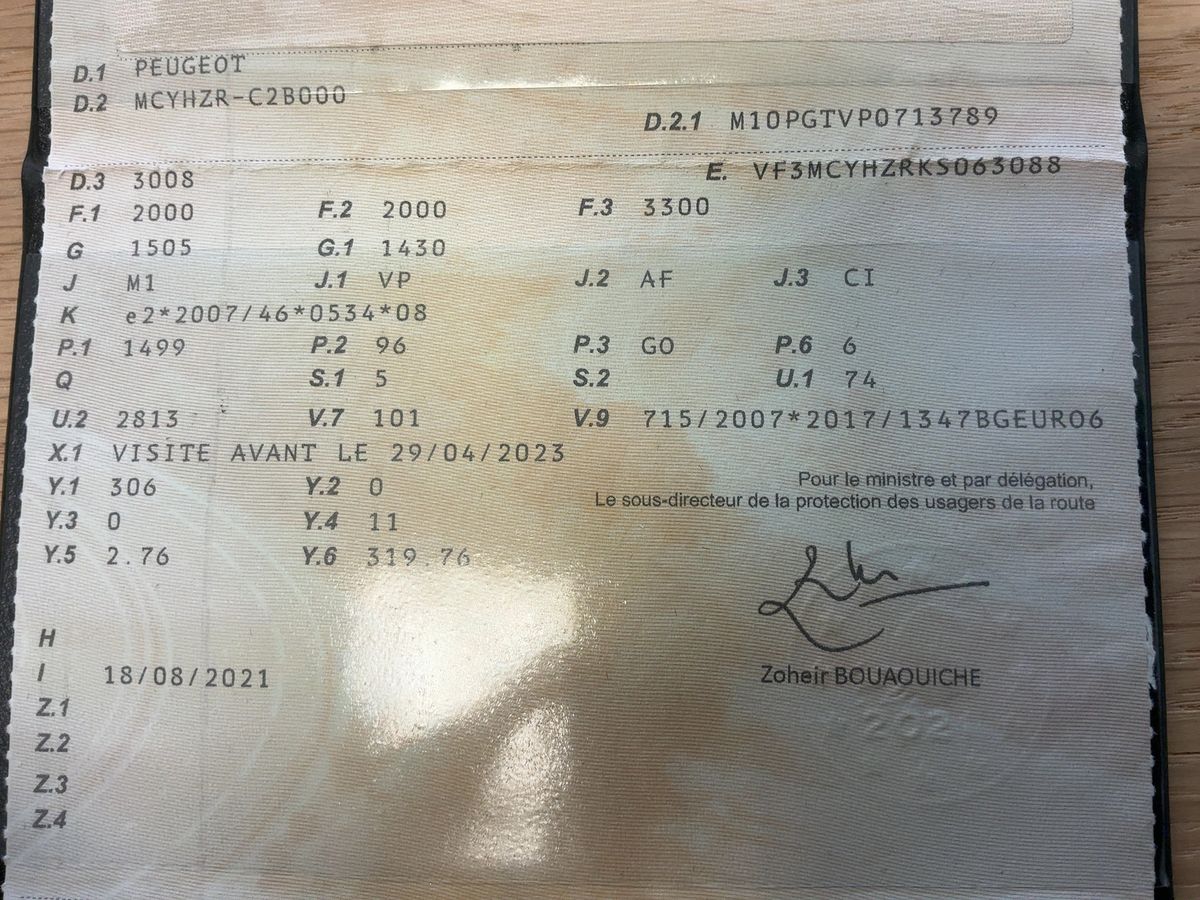 D.1 PEUGEOT
D.2 MCYHZR-C2B000
D.2.1 M10PGTVP0713789
E. VF3MCYHZRKS063088
D.3 3008
F.1 2000 F.2 2000 F.3 3300
G 1505 G.1 1430
J M1 J.1 VP J.2 AF J.3 CI
K e2*2007/46*0534*08
P.1 1499 P.2 96 P.3 GO P.6 6
Q S.1 5 S.2 U.1 74
U.2 2813 V.7 101 V.9 715/2007*2017/1347BGEURO6
X.1 VISITE AVANT LE 29/04/2023
Y.1 306 Y.2 0
Y.3 0 Y.4 11
Y.5 2.76 Y.6 319.76
Pour le ministre et par délégation,
Le sous-directeur de la protection des usagers de la route
Zoheir BOUAOUICHE
H
I 18/08/2021
Z.1
Z.2
Z.3
Z.4